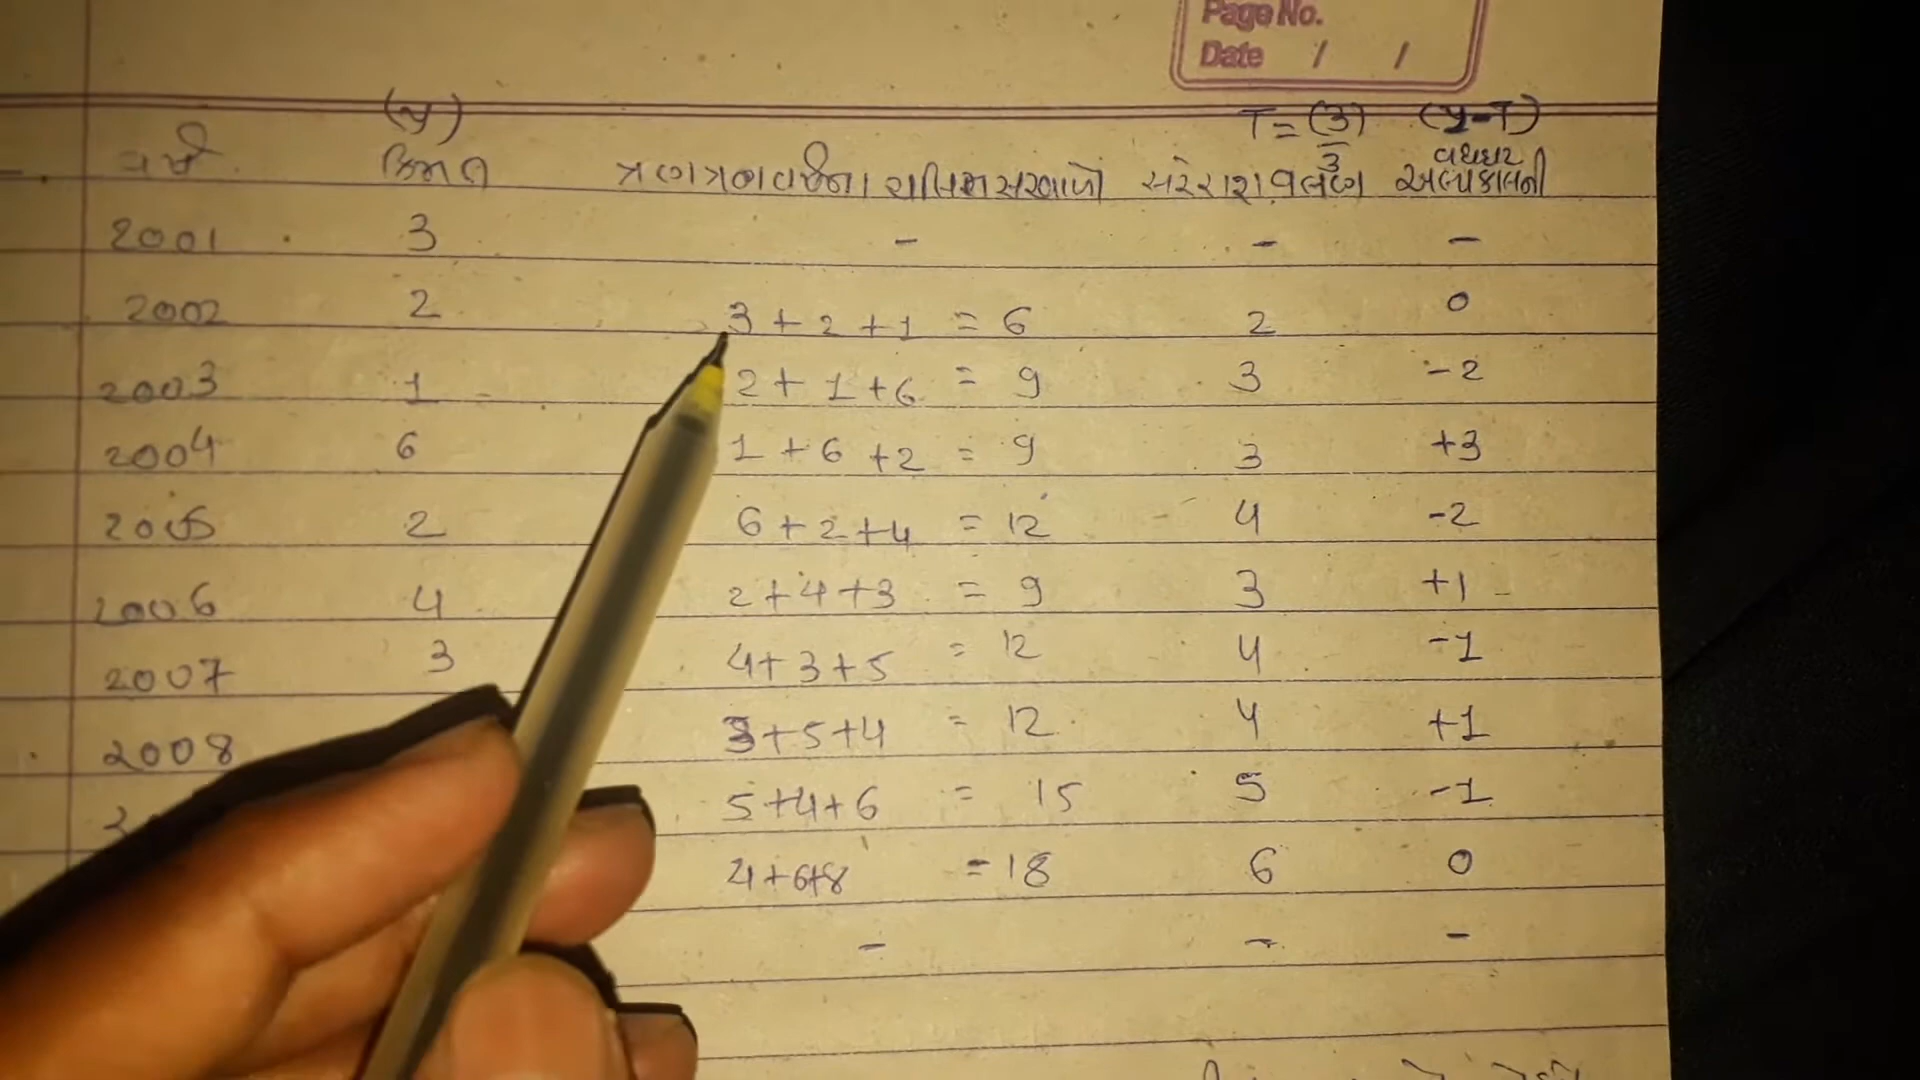 Page No.
Date / /
(y) T = (3)/3 (y-T)
વર્ષ કિંમત ત્રણ ત્રણ વર્ષના ચલિત સરવાળો સરેરાશ વલણ વધઘટ અલ્પકાલની
2001 3 - - -
2002 2 3 + 2 + 1 = 6 2 0
2003 1 2 + 1 + 6 = 9 3 -2
2004 6 1 + 6 + 2 = 9 3 +3
2005 2 6 + 2 + 4 = 12 4 -2
2006 4 2 + 4 + 3 = 9 3 +1
2007 3 4 + 3 + 5 = 12 4 -1
2008 3 + 5 + 4 = 12 4 +1
5 + 4 + 6 = 15 5 -1
4 + 6 + 8 = 18 6 0
- - -